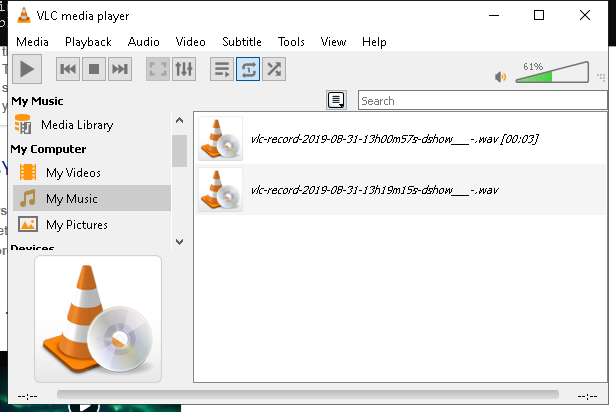 VLC media player
Media Playback Audio Video Subtitle Tools View Help
61%
My Music
Media Library
My Computer
My Videos
My Music
My Pictures
Devices
Search
vlc-record-2019-08-31-13h00m57s-dshow___-.wav [00:03]
vlc-record-2019-08-31-13h19m15s-dshow___-.wav
--:--
--:--